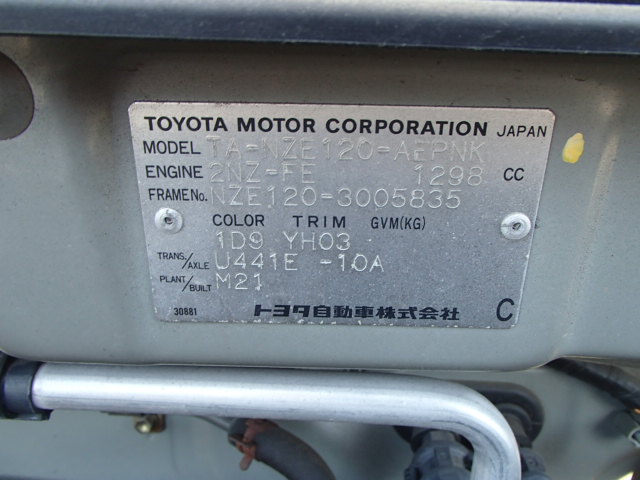 TOYOTA MOTOR CORPORATION JAPAN
MODEL TA-NZE120-AEPNK
ENGINE 2NZ-FE 1298 CC
FRAME No. NZE120-3005835
COLOR TRIM GVM(KG)
1D9 YH03
TRANS./AXLE U441E -10A
PLANT/BUILT M21
30881 トヨタ自動車株式会社 C